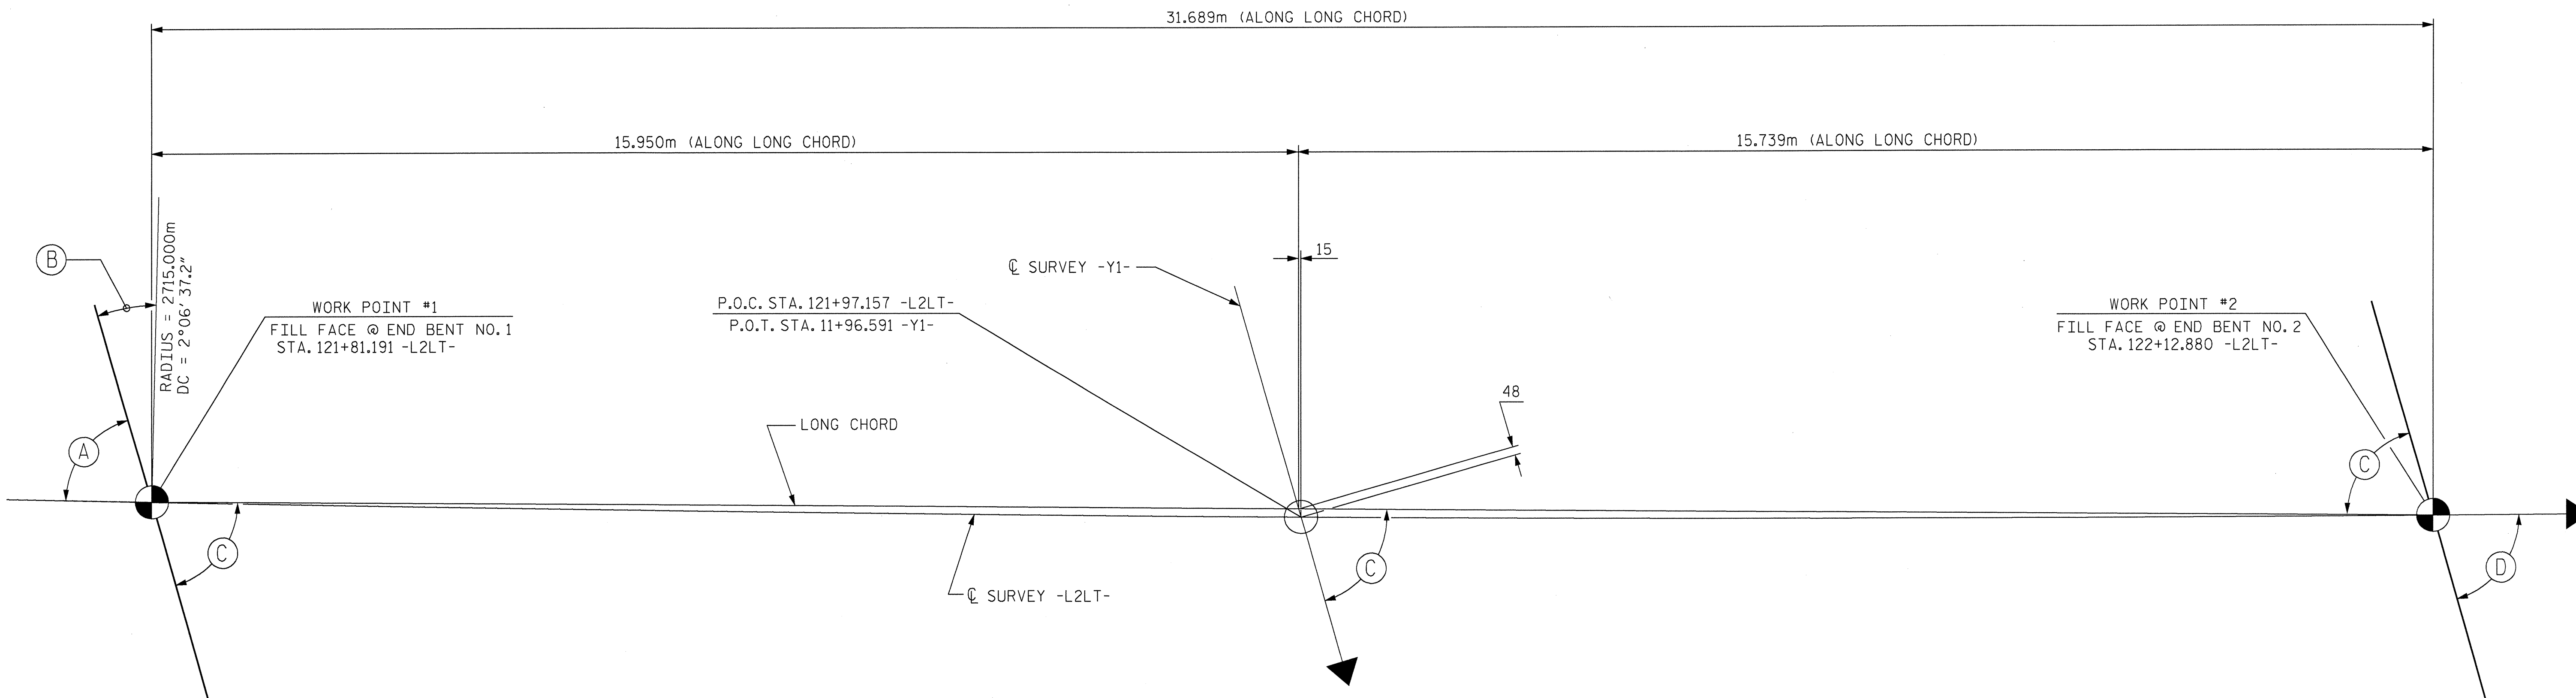 31.689m (ALONG LONG CHORD)
15.950m (ALONG LONG CHORD)
15.739m (ALONG LONG CHORD)
B
RADIUS = 2715.000m
DC = 2°06′ 37.2″
15
℄ SURVEY -Y1-
WORK POINT #1
FILL FACE @ END BENT NO. 1
STA. 121+81.191 -L2LT-
P.O.C. STA. 121+97.157 -L2LT-
P.O.T. STA. 11+96.591 -Y1-
WORK POINT #2
FILL FACE @ END BENT NO. 2
STA. 122+12.880 -L2LT-
48
LONG CHORD
A
C
C
C
D
℄ SURVEY -L2LT-